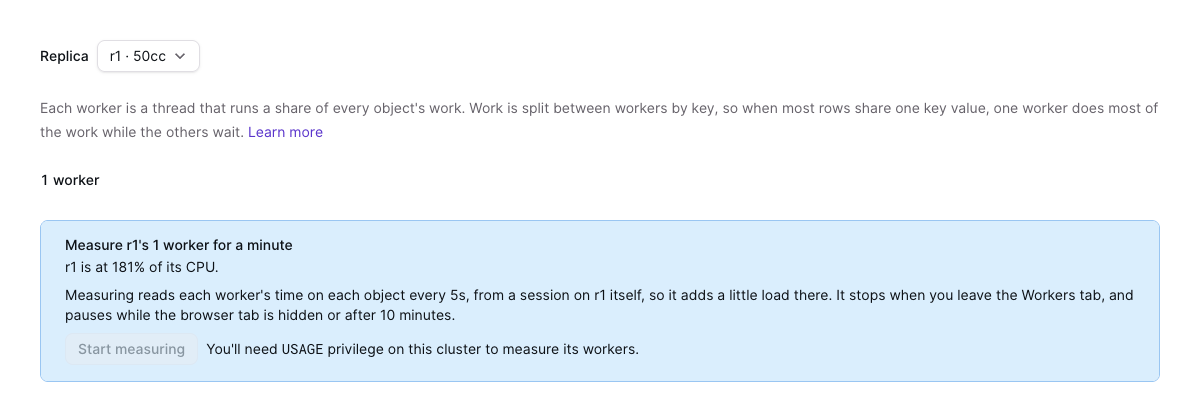 Replica r1 · 50cc
Each worker is a thread that runs a share of every object's work. Work is split between workers by key, so when most rows share one key value, one worker does most of
the work while the others wait. Learn more
1 worker
Measure r1's 1 worker for a minute
r1 is at 181% of its CPU.
Measuring reads each worker's time on each object every 5s, from a session on r1 itself, so it adds a little load there. It stops when you leave the Workers tab, and
pauses while the browser tab is hidden or after 10 minutes.
Start measuring You'll need USAGE privilege on this cluster to measure its workers.